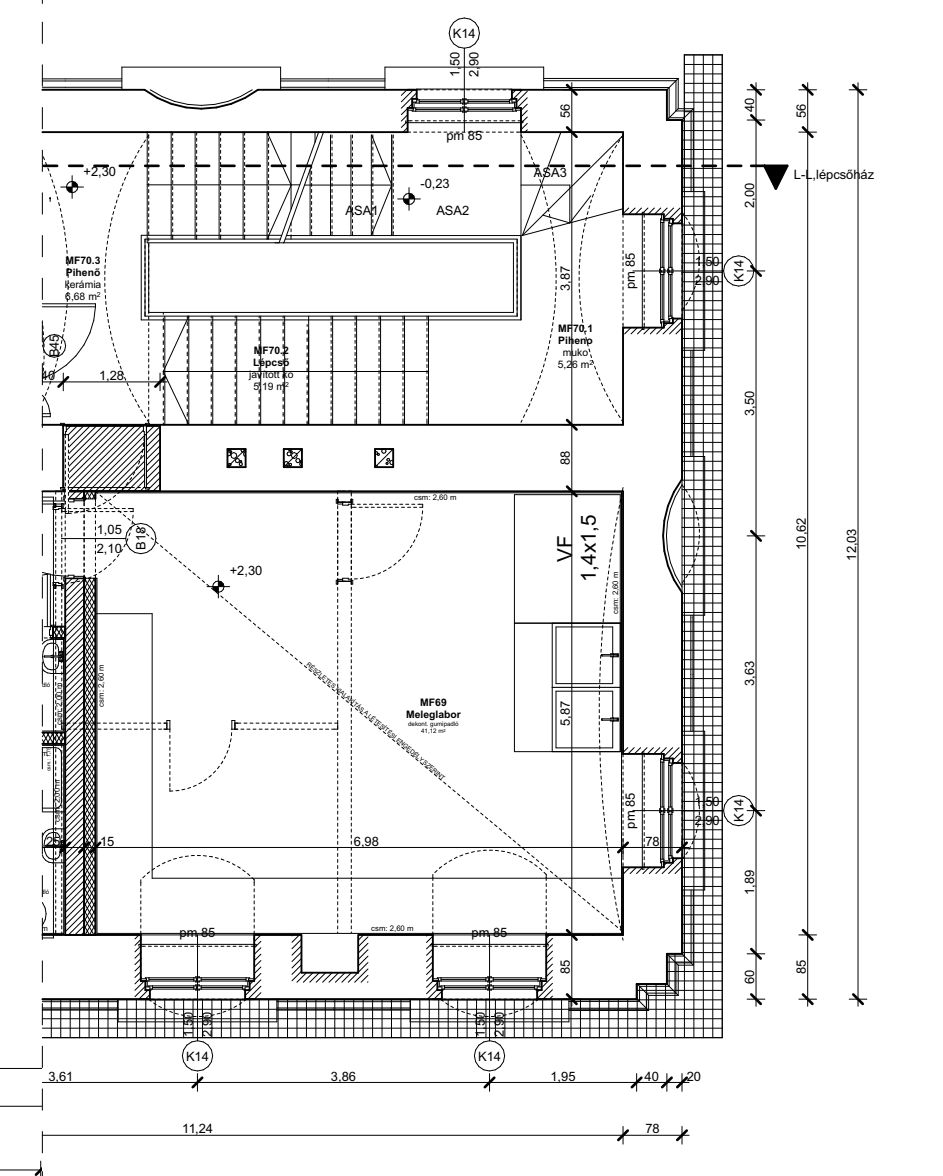 K14
1,50
2,90
pm 85
56
40
56
+2,30
-0,23
ASA1
ASA2
ASA3
L-L,lépcsőház
2,00
MF70.3
Pihenő
kerámia
6,68 m²
pm 85
1,50
2,90
K14
3,87
B45
MF70.2
Lépcső
javított kő
5,19 m²
MF70.1
Pihenő
muko
5,26 m²
1,28
3,50
88
csm: 2,60 m
1,05
2,10
B18
VF
1,4x1,5
10,62
12,03
+2,30
csm: 2,60 m
csm: 2,60 m
3,63
MF69
Meleglabor
dekont. gumipadló
41,12 m²
5,87
pm 85
1,50
2,90
K14
15
6,98
78
1,89
csm: 2,60 m
pm 85
pm 85
85
60
85
1,50
2,90
1,50
2,90
K14
K14
3,61
3,86
1,95
40
20
11,24
78